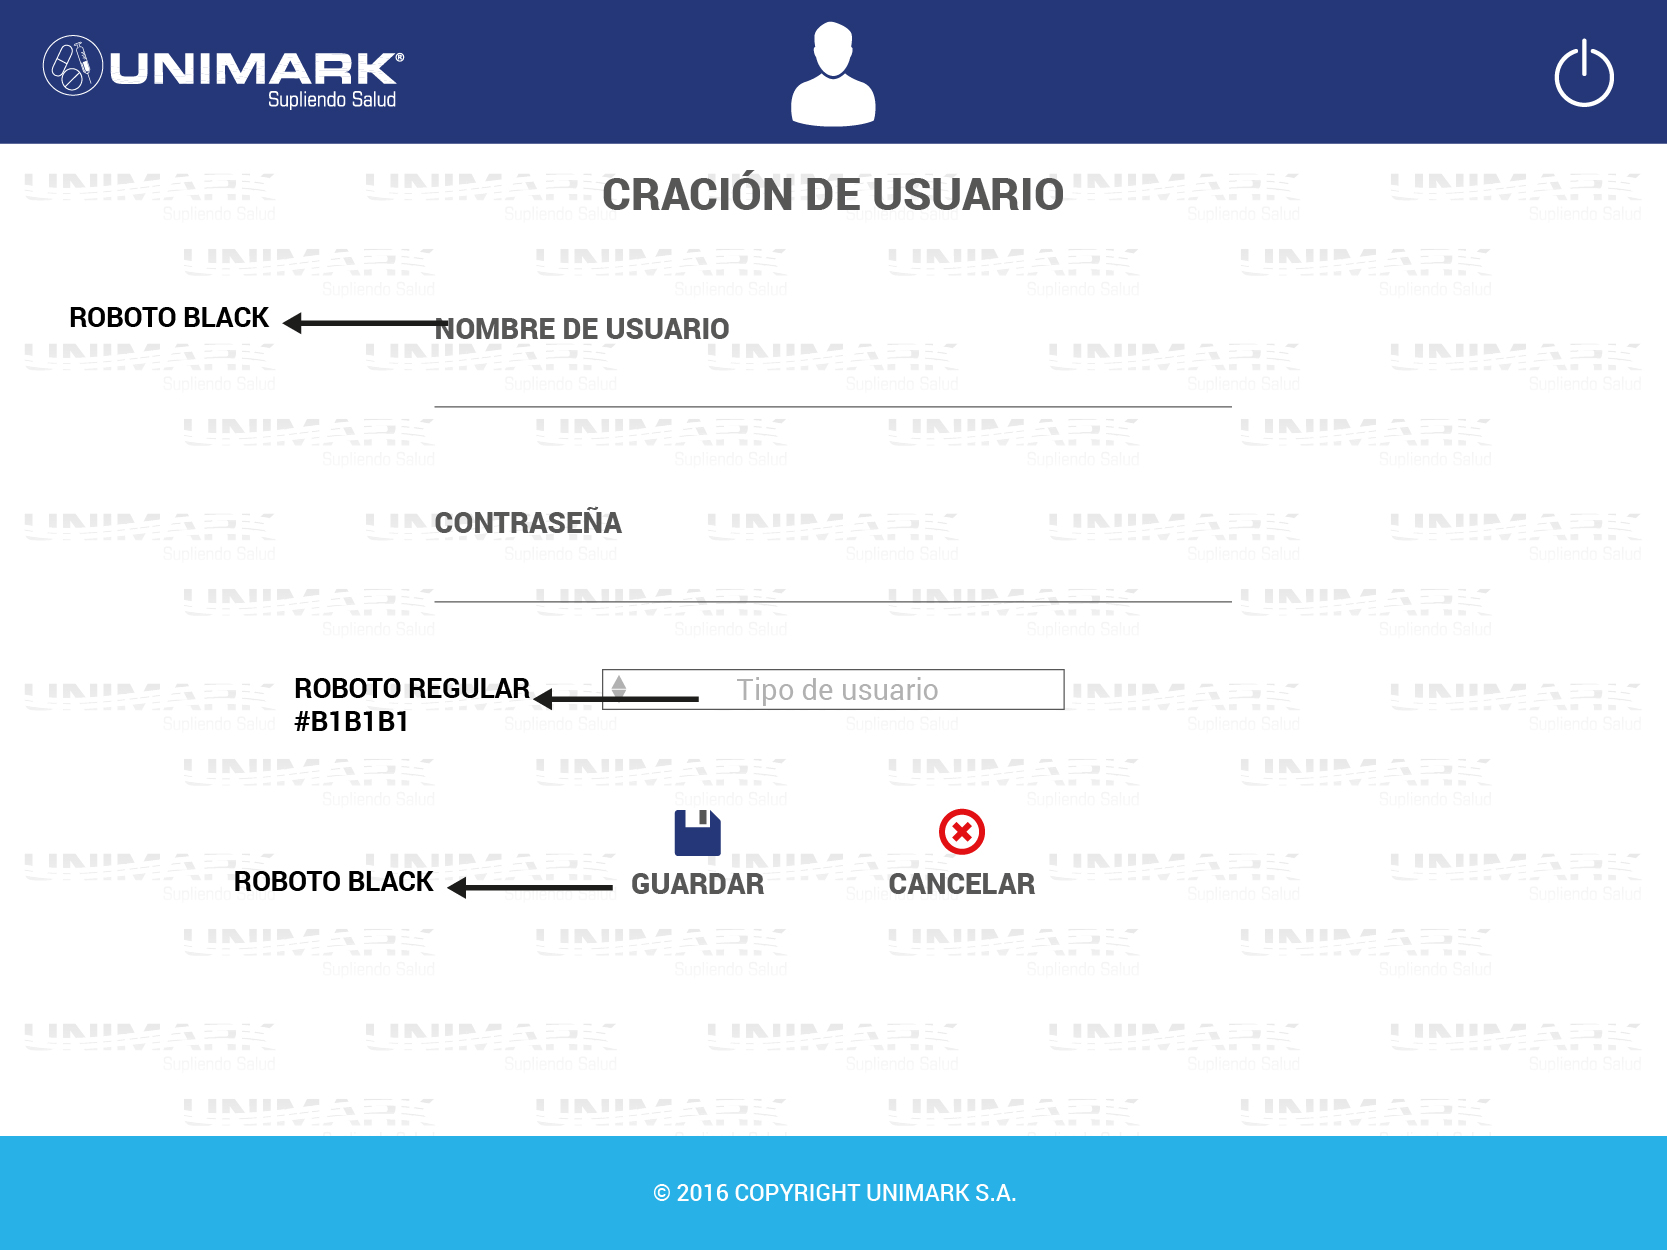 UNIMARK®
Supliendo Salud
CRACIÓN DE USUARIO
ROBOTO BLACK
NOMBRE DE USUARIO
CONTRASEÑA
ROBOTO REGULAR
#B1B1B1
Tipo de usuario
ROBOTO BLACK
GUARDAR
CANCELAR
© 2016 COPYRIGHT UNIMARK S.A.